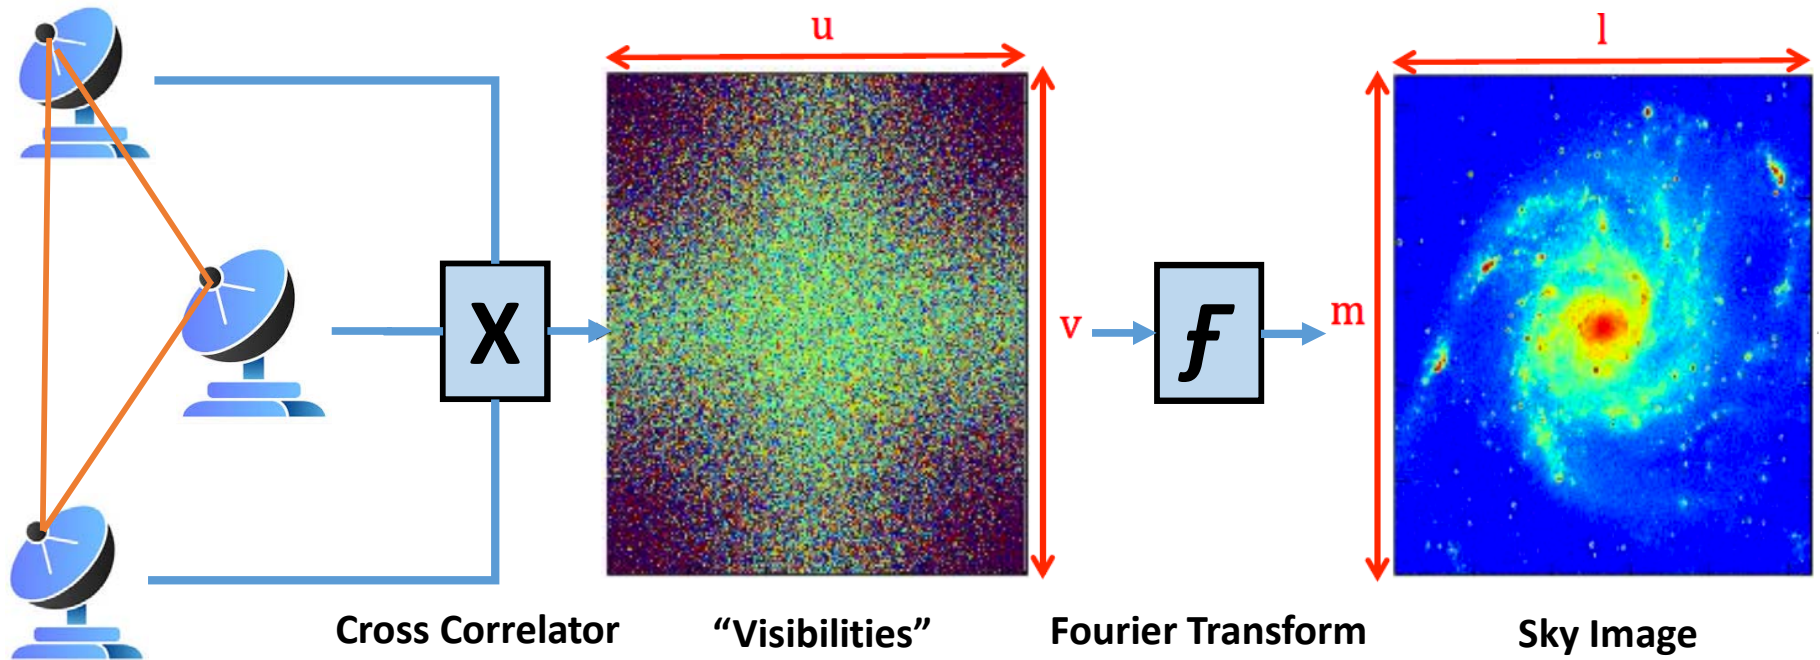 u
l
X
v
ƒ
m
Cross Correlator
“Visibilities”
Fourier Transform
Sky Image